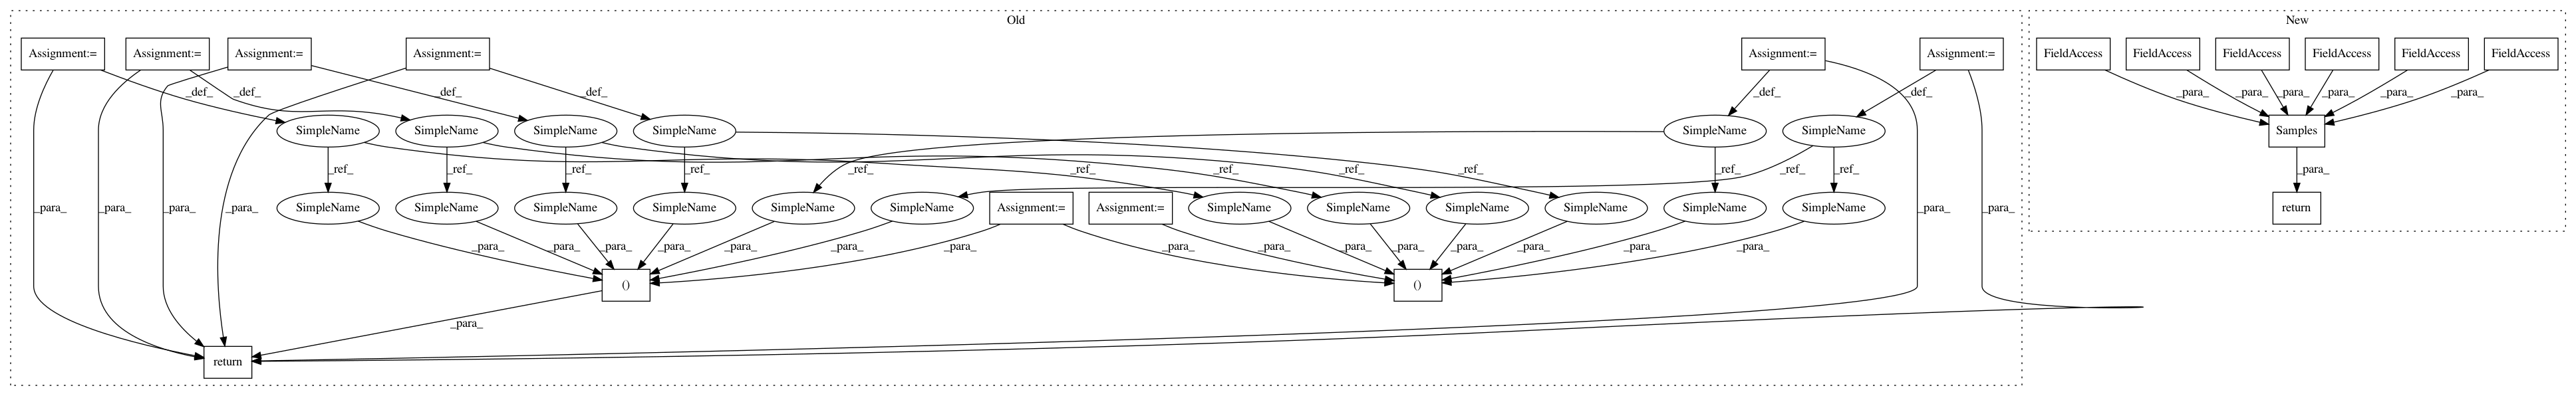 Old New
Assignment:= Assignment:= Assignment:= Assignment:= Assignment:= Assignment:= FieldAccess FieldAccess FieldAccess FieldAccess FieldAccess FieldAccess
_def_ _def_ _def_ _def_ _def_ _def_ _para_ _para_ _para_ _para_ _para_ _para_
SimpleName SimpleName SimpleName SimpleName SimpleName SimpleName Samples
_ref_ _ref_ _ref_ _ref_ _ref_ _ref_ _ref_ _ref_ _ref_ _ref_ _ref_ _ref_ _para_
_para_ _para_ _para_ _para_ SimpleName SimpleName SimpleName SimpleName SimpleName SimpleName Assignment:= Assignment:= SimpleName SimpleName SimpleName SimpleName SimpleName SimpleName _para_ _para_ return
_para_ _para_ _para_ _para_ _para_ _para_ _para_ _para_ _para_ _para_ _para_ _para_ _para_ _para_ _para_
() ()
_para_
return